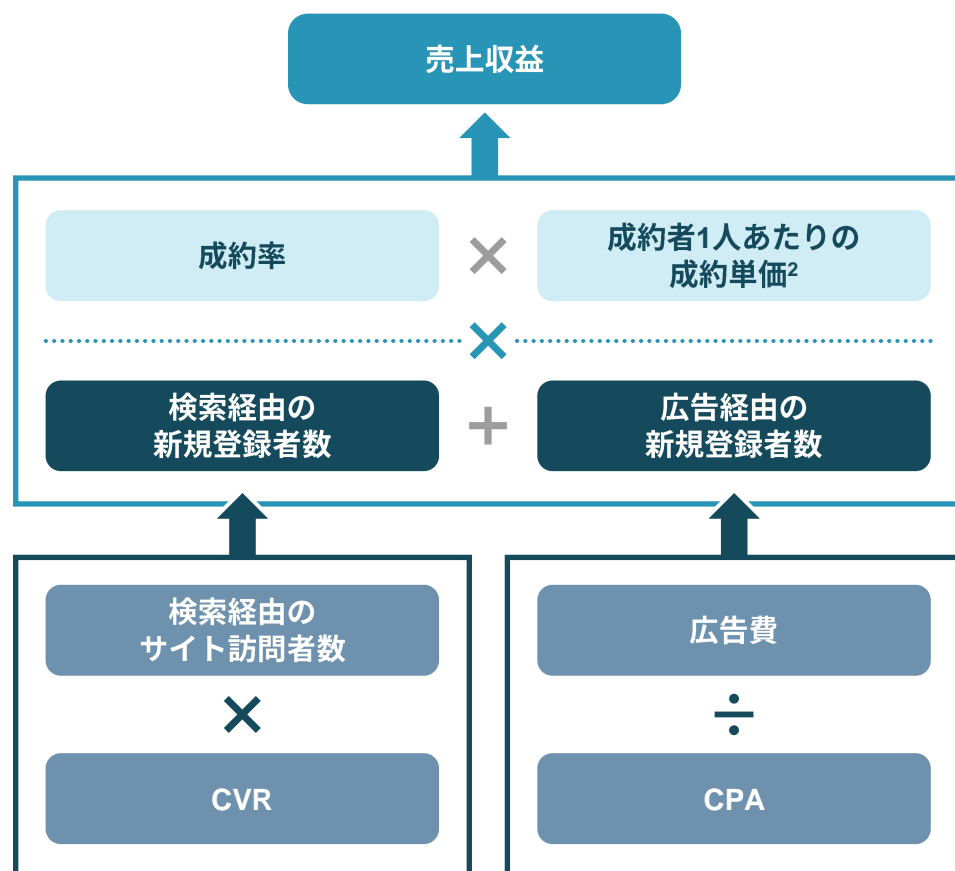 売上収益
成約率
×
成約者1人あたりの
成約単価²
×
検索経由の
新規登録者数
+
広告経由の
新規登録者数
検索経由の
サイト訪問者数
×
CVR
広告費
÷
CPA